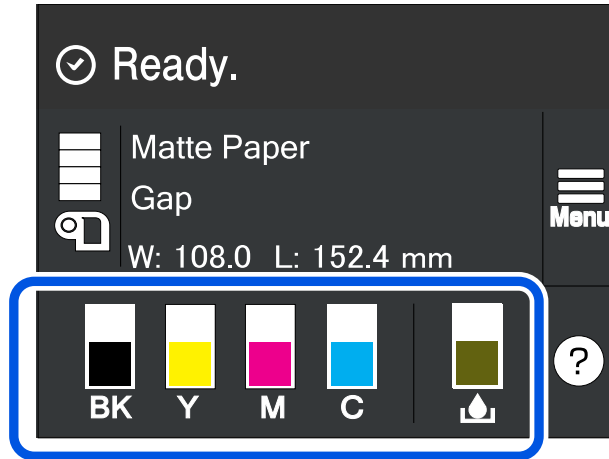 Ready.
Matte Paper
Gap
W: 108.0 L: 152.4 mm
Menu
BK Y M C
?